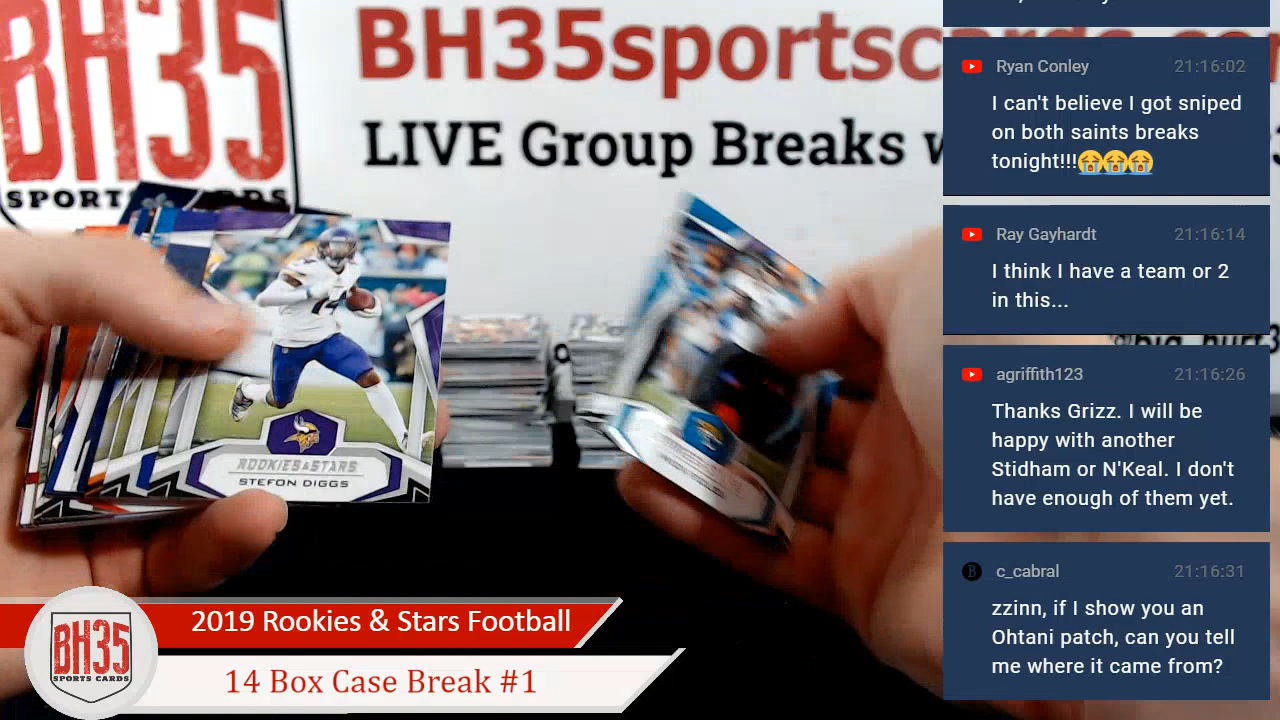 BH35
SPORTS CARDS
BH35sportsc
LIVE Group Breaks
ROOKIES & STARS
STEFON DIGGS
2019 Rookies & Stars Football
14 Box Case Break #1
BH35
SPORTS CARDS
Ryan Conley 21:16:02
I can't believe I got sniped
on both saints breaks
tonight!!!😭😭😭
Ray Gayhardt 21:16:14
I think I have a team or 2
in this...
agriffith123 21:16:26
Thanks Grizz. I will be
happy with another
Stidham or N'Keal. I don't
have enough of them yet.
c_cabral 21:16:31
zzinn, if I show you an
Ohtani patch, can you tell
me where it came from?